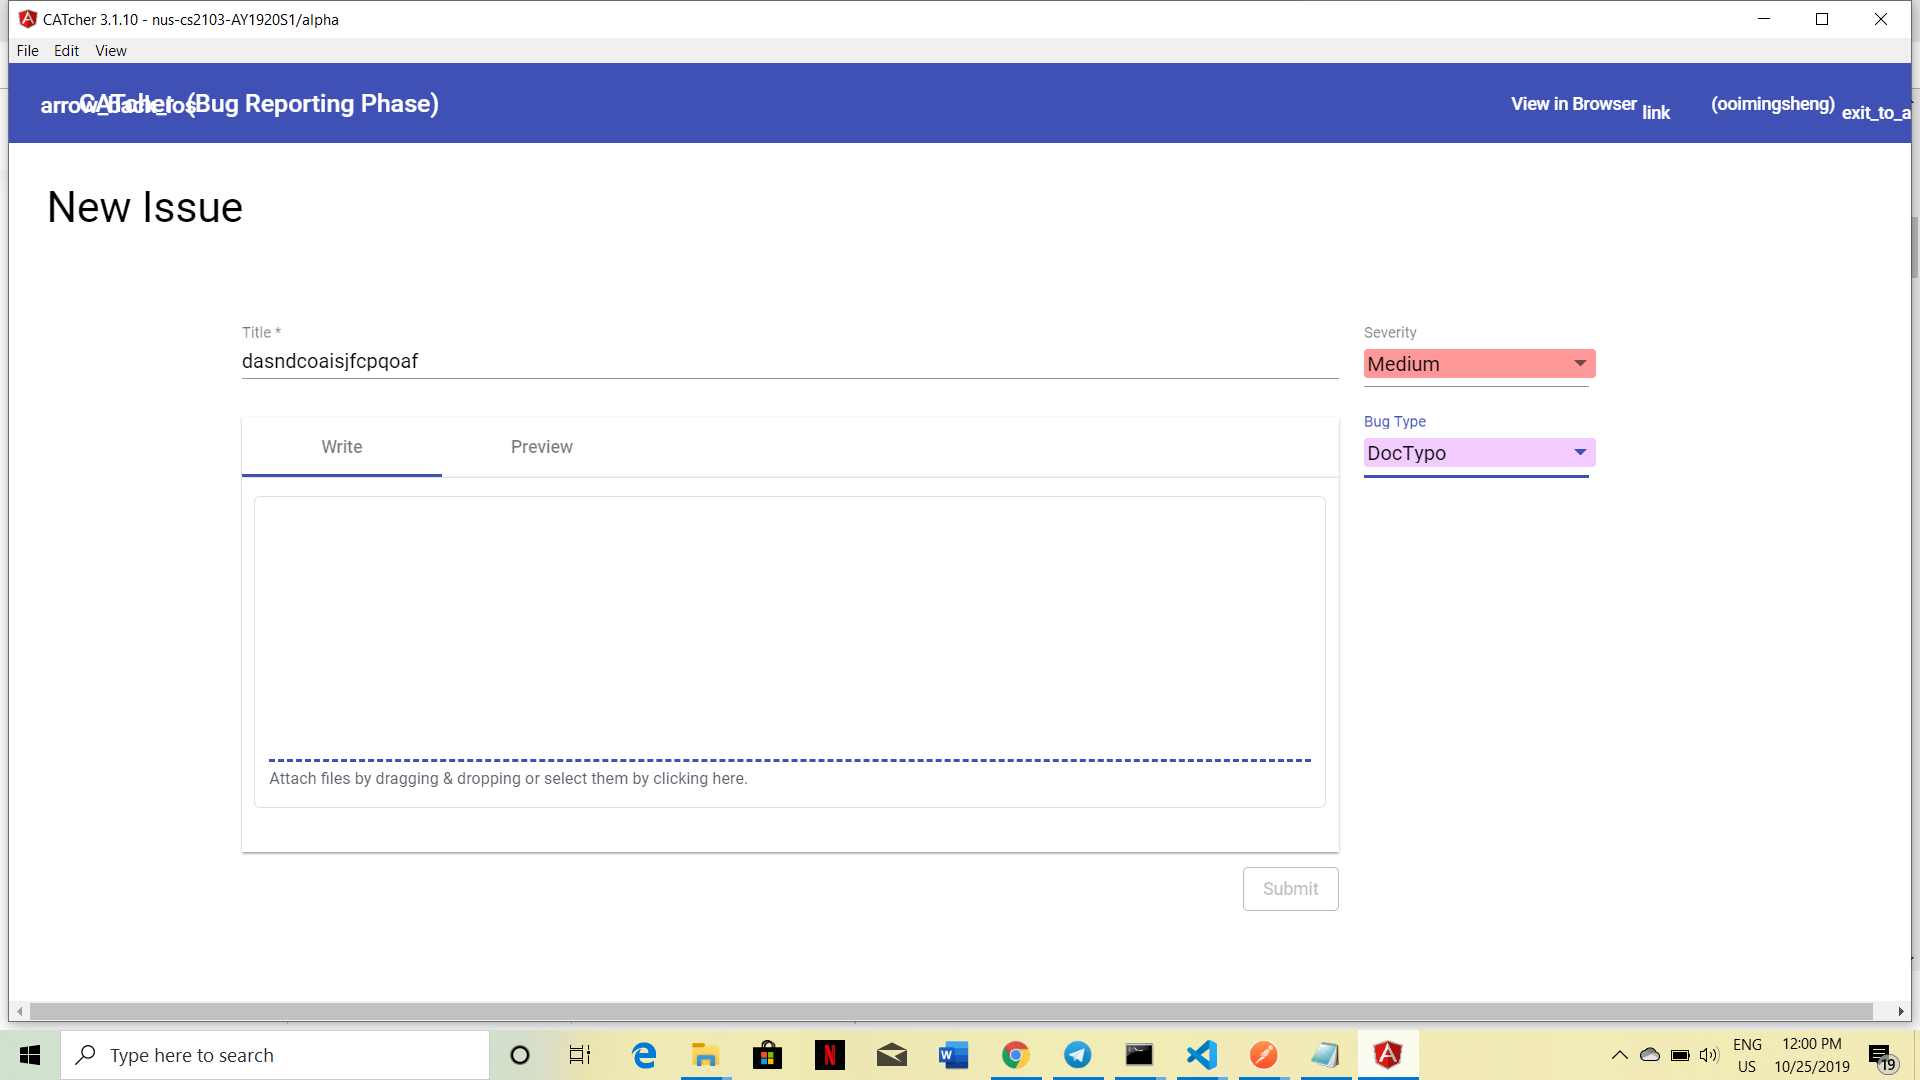 CATcher 3.1.10 - nus-cs2103-AY1920S1/alpha
File Edit View
arrow_back_ios CATcher (Bug Reporting Phase) View in Browser link (ooimingsheng) exit_to_a
New Issue
Title * Severity
dasndcoaisjfcpqoaf Medium
Bug Type
Write Preview DocTypo
Attach files by dragging & dropping or select them by clicking here.
Submit
Type here to search
ENG 12:00 PM
US 10/25/2019 19